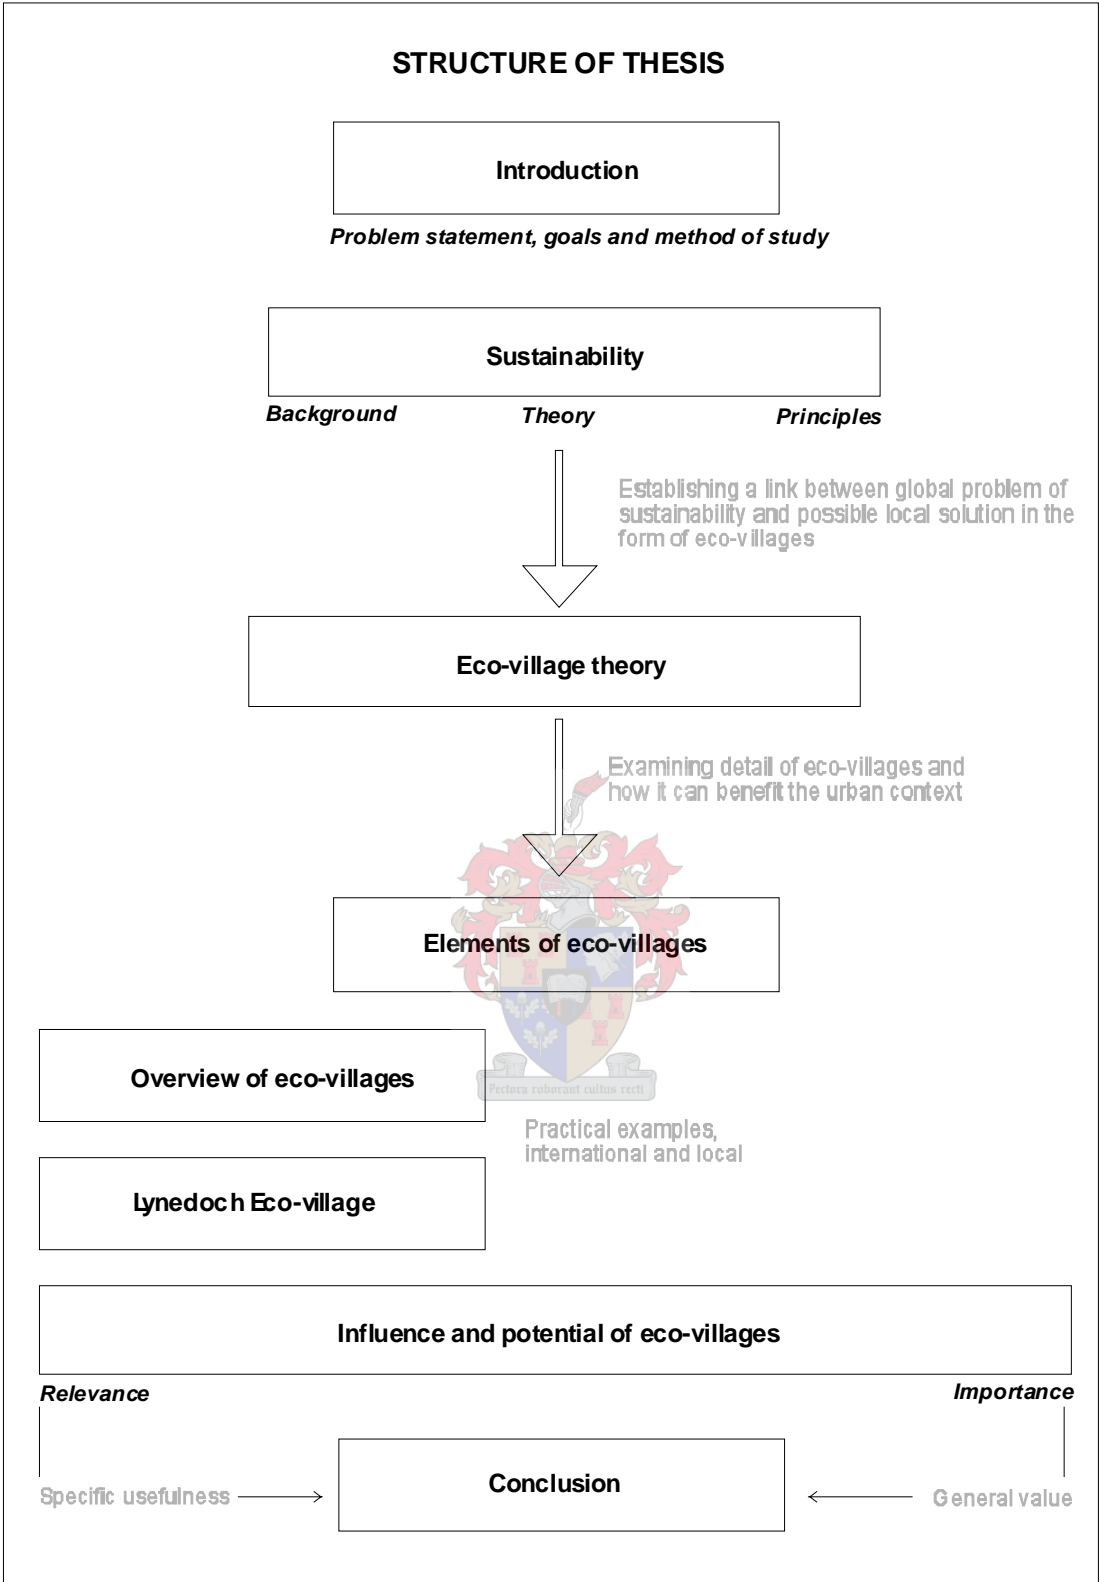 STRUCTURE OF THESIS
Introduction
Problem statement, goals and method of study
Sustainability
Background Theory Principles
Establishing a link between global problem of
sustainability and possible local solution in the
form of eco-villages
Eco-village theory
Examining detail of eco-villages and
how it can benefit the urban context
Elements of eco-villages
Overview of eco-villages
Pectora roborant cultus recti
Practical examples,
international and local
Lynedoch Eco-village
Influence and potential of eco-villages
Relevance Importance
Conclusion
Specific usefulness General value